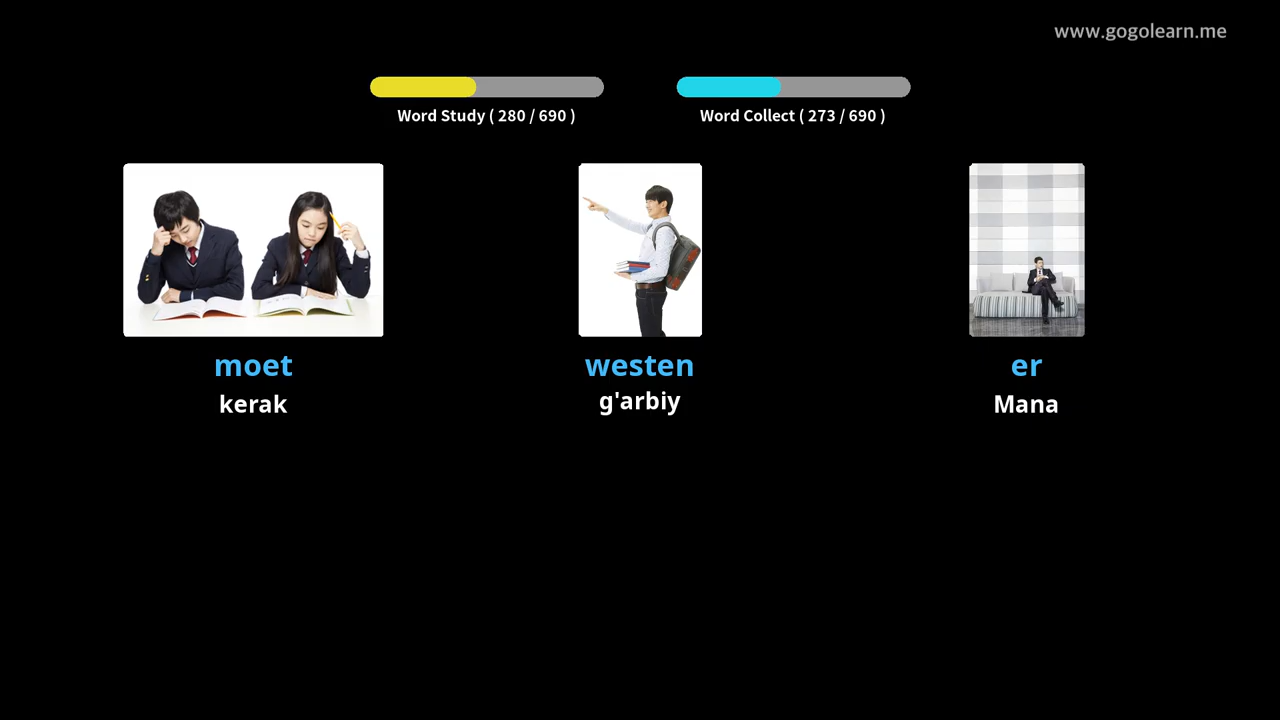 www.gogolearn.me
Word Study ( 280 / 690 )
Word Collect ( 273 / 690 )
moet
kerak
westen
g'arbiy
er
Mana